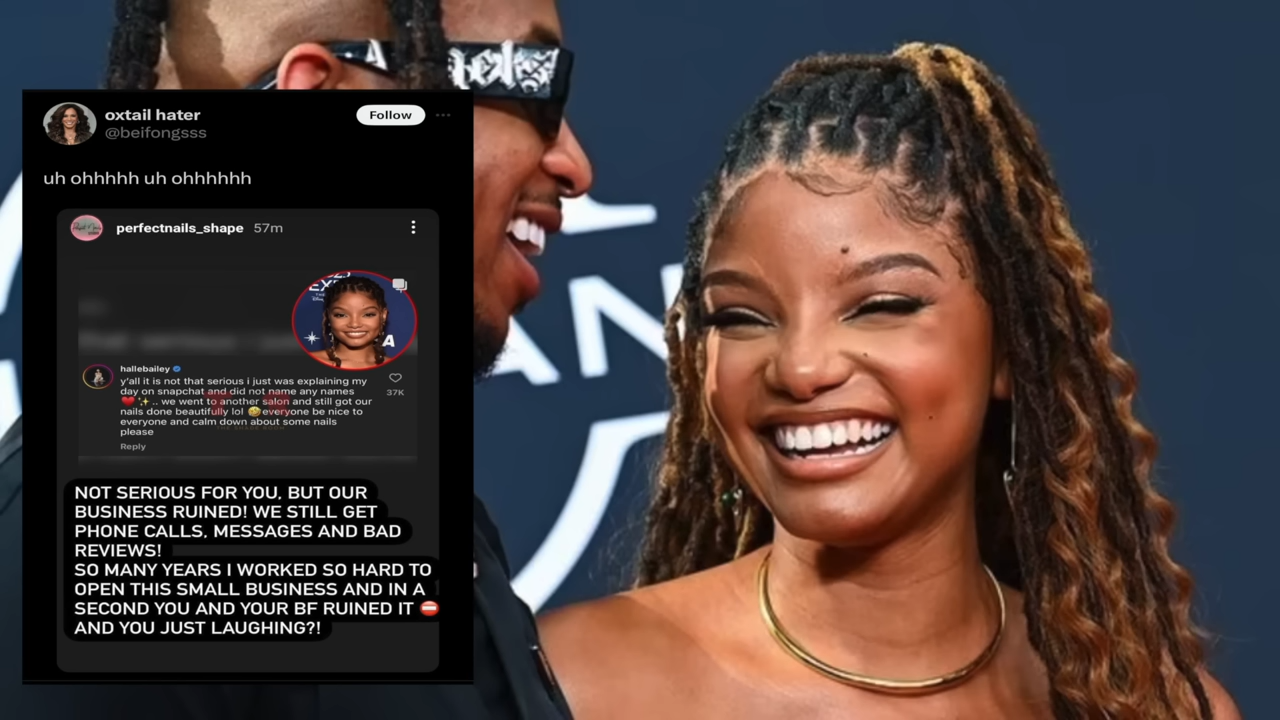 oxtail hater
@beifongsss
Follow
uh ohhhhh uh ohhhhhh
perfectnails_shape 57m
hallebailey
y'all it is not that serious i just was explaining my
day on snapchat and did not name any names
❤️✨.. we went to another salon and still got our
nails done beautifully lol 🤣everyone be nice to
everyone and calm down about some nails
please
Reply
37K
NOT SERIOUS FOR YOU, BUT OUR
BUSINESS RUINED! WE STILL GET
PHONE CALLS, MESSAGES AND BAD
REVIEWS!
SO MANY YEARS I WORKED SO HARD TO
OPEN THIS SMALL BUSINESS AND IN A
SECOND YOU AND YOUR BF RUINED IT ⛔
AND YOU JUST LAUGHING?!
AN